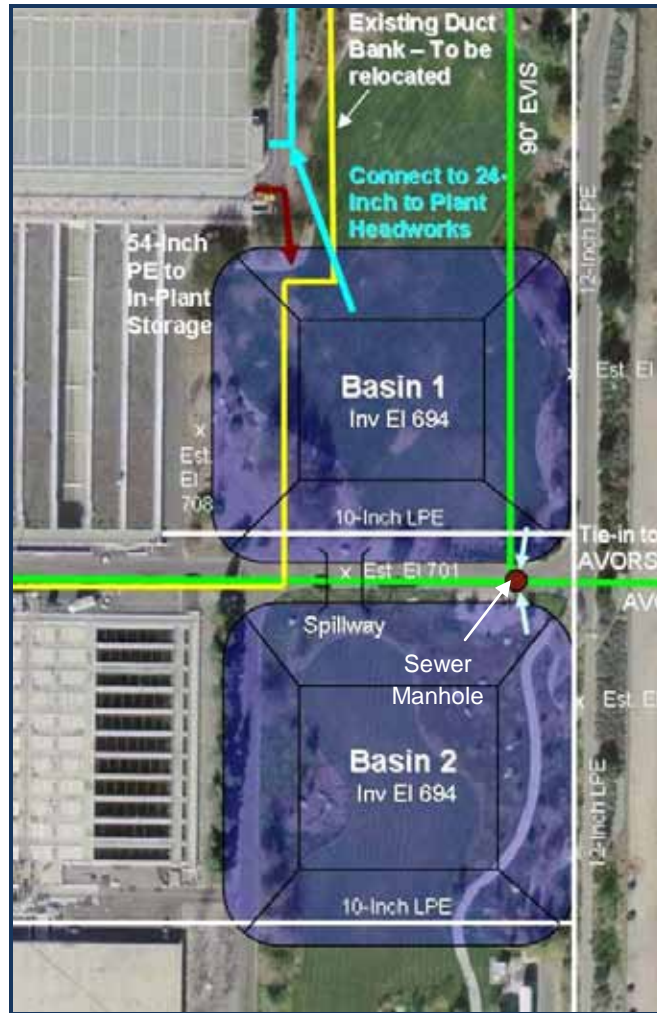 Existing Duct
Bank – To be
relocated
90" EVIS
Connect to 24-
Inch to Plant
Headworks
12-Inch LPE
54-Inch
PE to
In-Plant
Storage
Basin 1
Inv El 694
x Est. El
x
Est.
El
708
10-Inch LPE
Tie-in to
AVORS
x Est. El 701
AVO
Spillway
Sewer
Manhole
x Est. E
Basin 2
Inv El 694
12-Inch LPE
10-Inch LPE